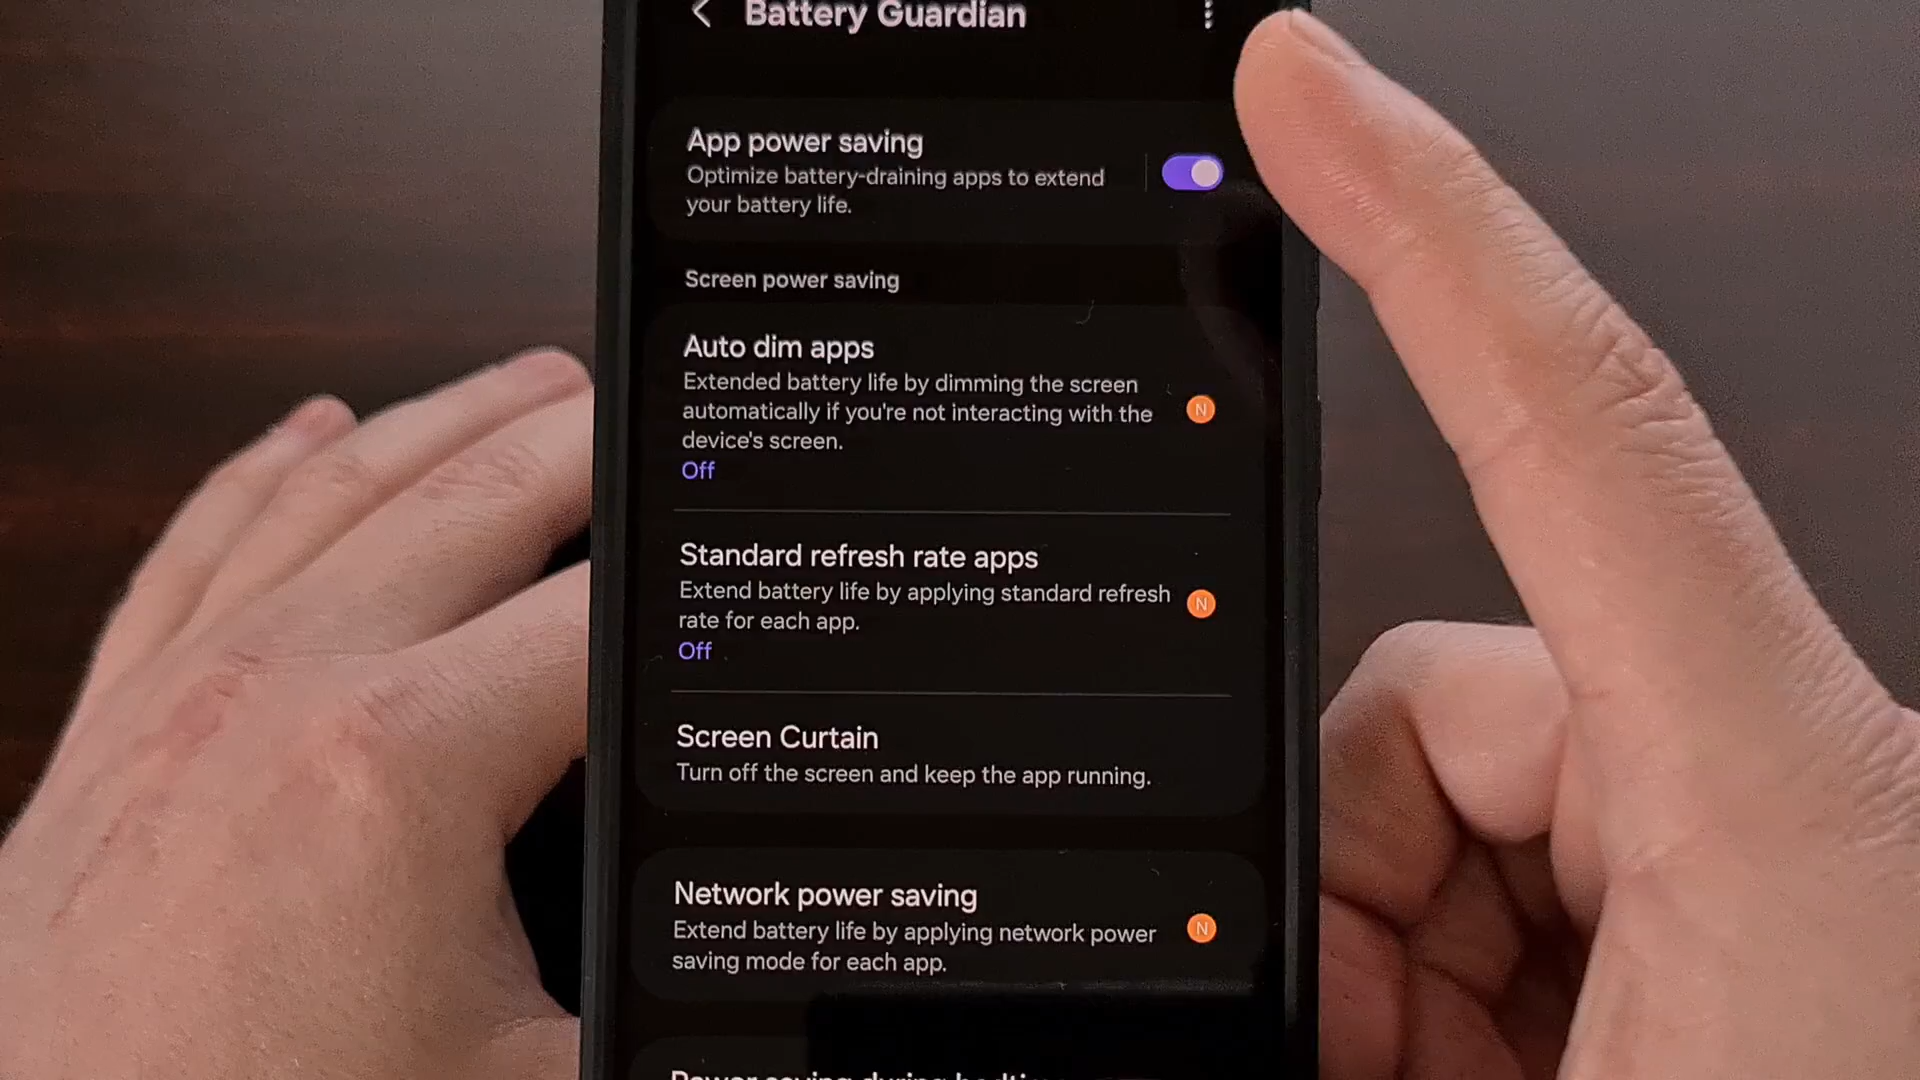 Battery Guardian
App power saving
Optimize battery-draining apps to extend
your battery life.
Screen power saving
Auto dim apps
Extended battery life by dimming the screen
automatically if you're not interacting with the
device's screen.
N
Off
Standard refresh rate apps
Extend battery life by applying standard refresh
rate for each app.
N
Off
Screen Curtain
Turn off the screen and keep the app running.
Network power saving
Extend battery life by applying network power
saving mode for each app.
N
Power saving during